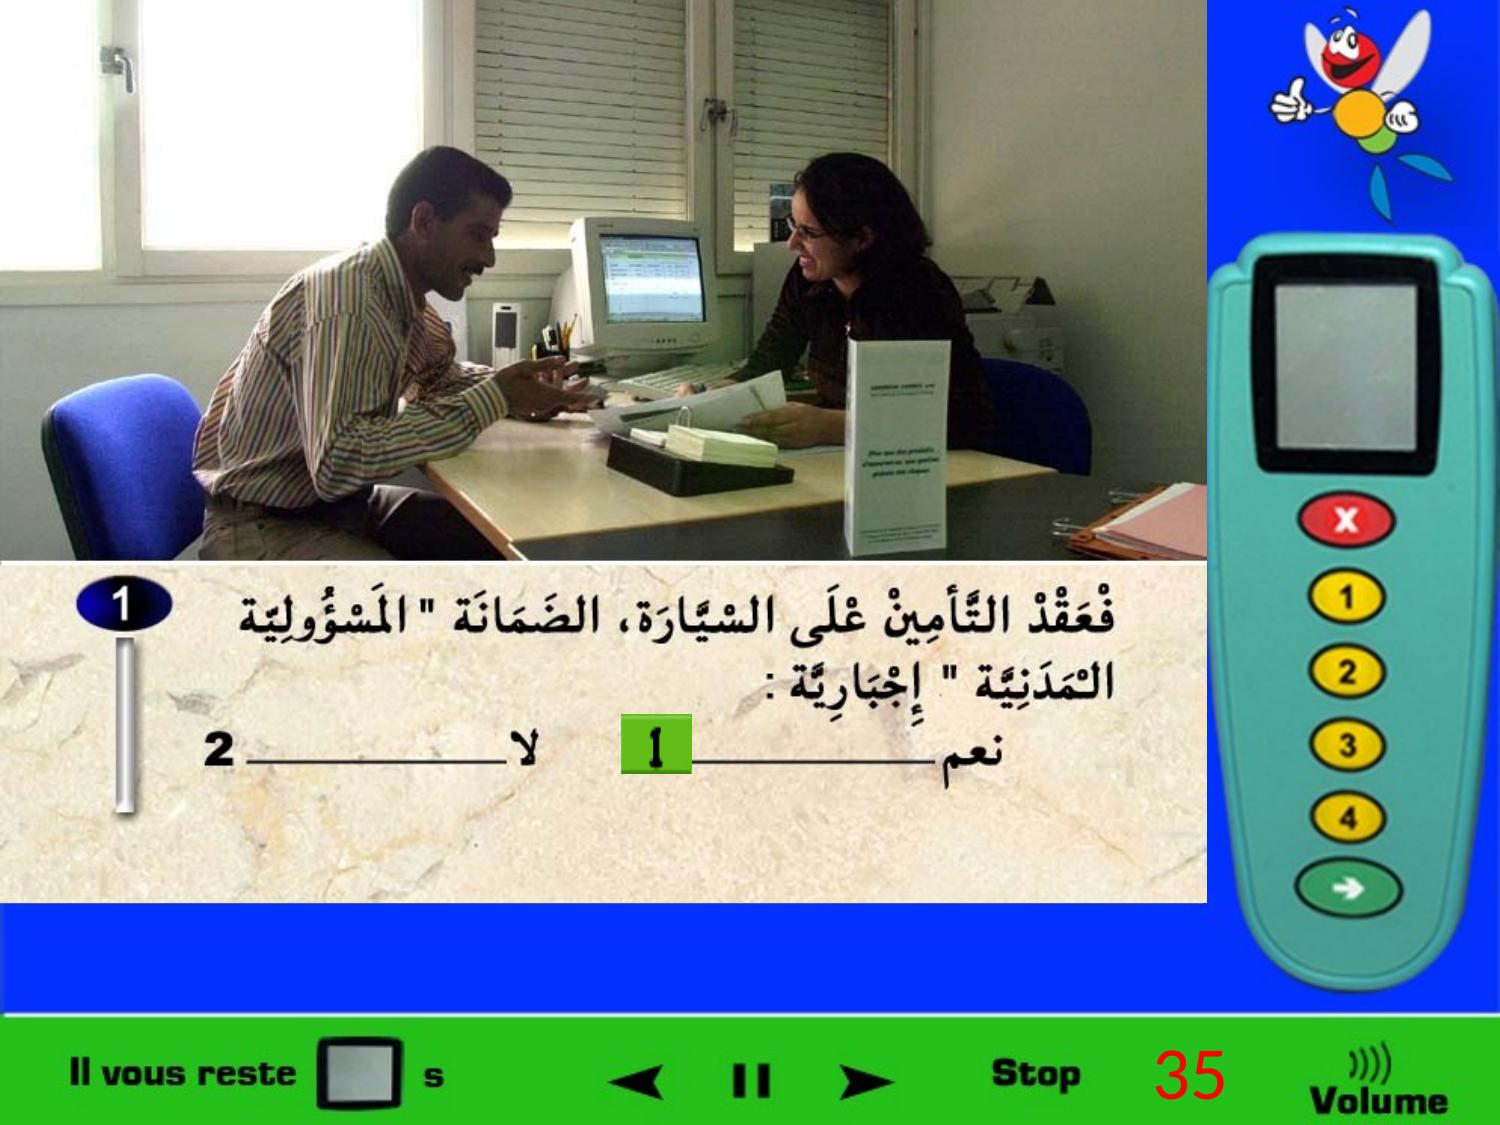 1
فْعَقْدْ التَّأمِينْ عْلَى السْيَّارَة، الضَمَانَة " المَسْؤُولِيّة
المَدَنِيَّة " إِجْبَارِيَّة :
نعم 1 لا 2
X
1
2
3
4
Il vous reste s
Stop
35
Volume